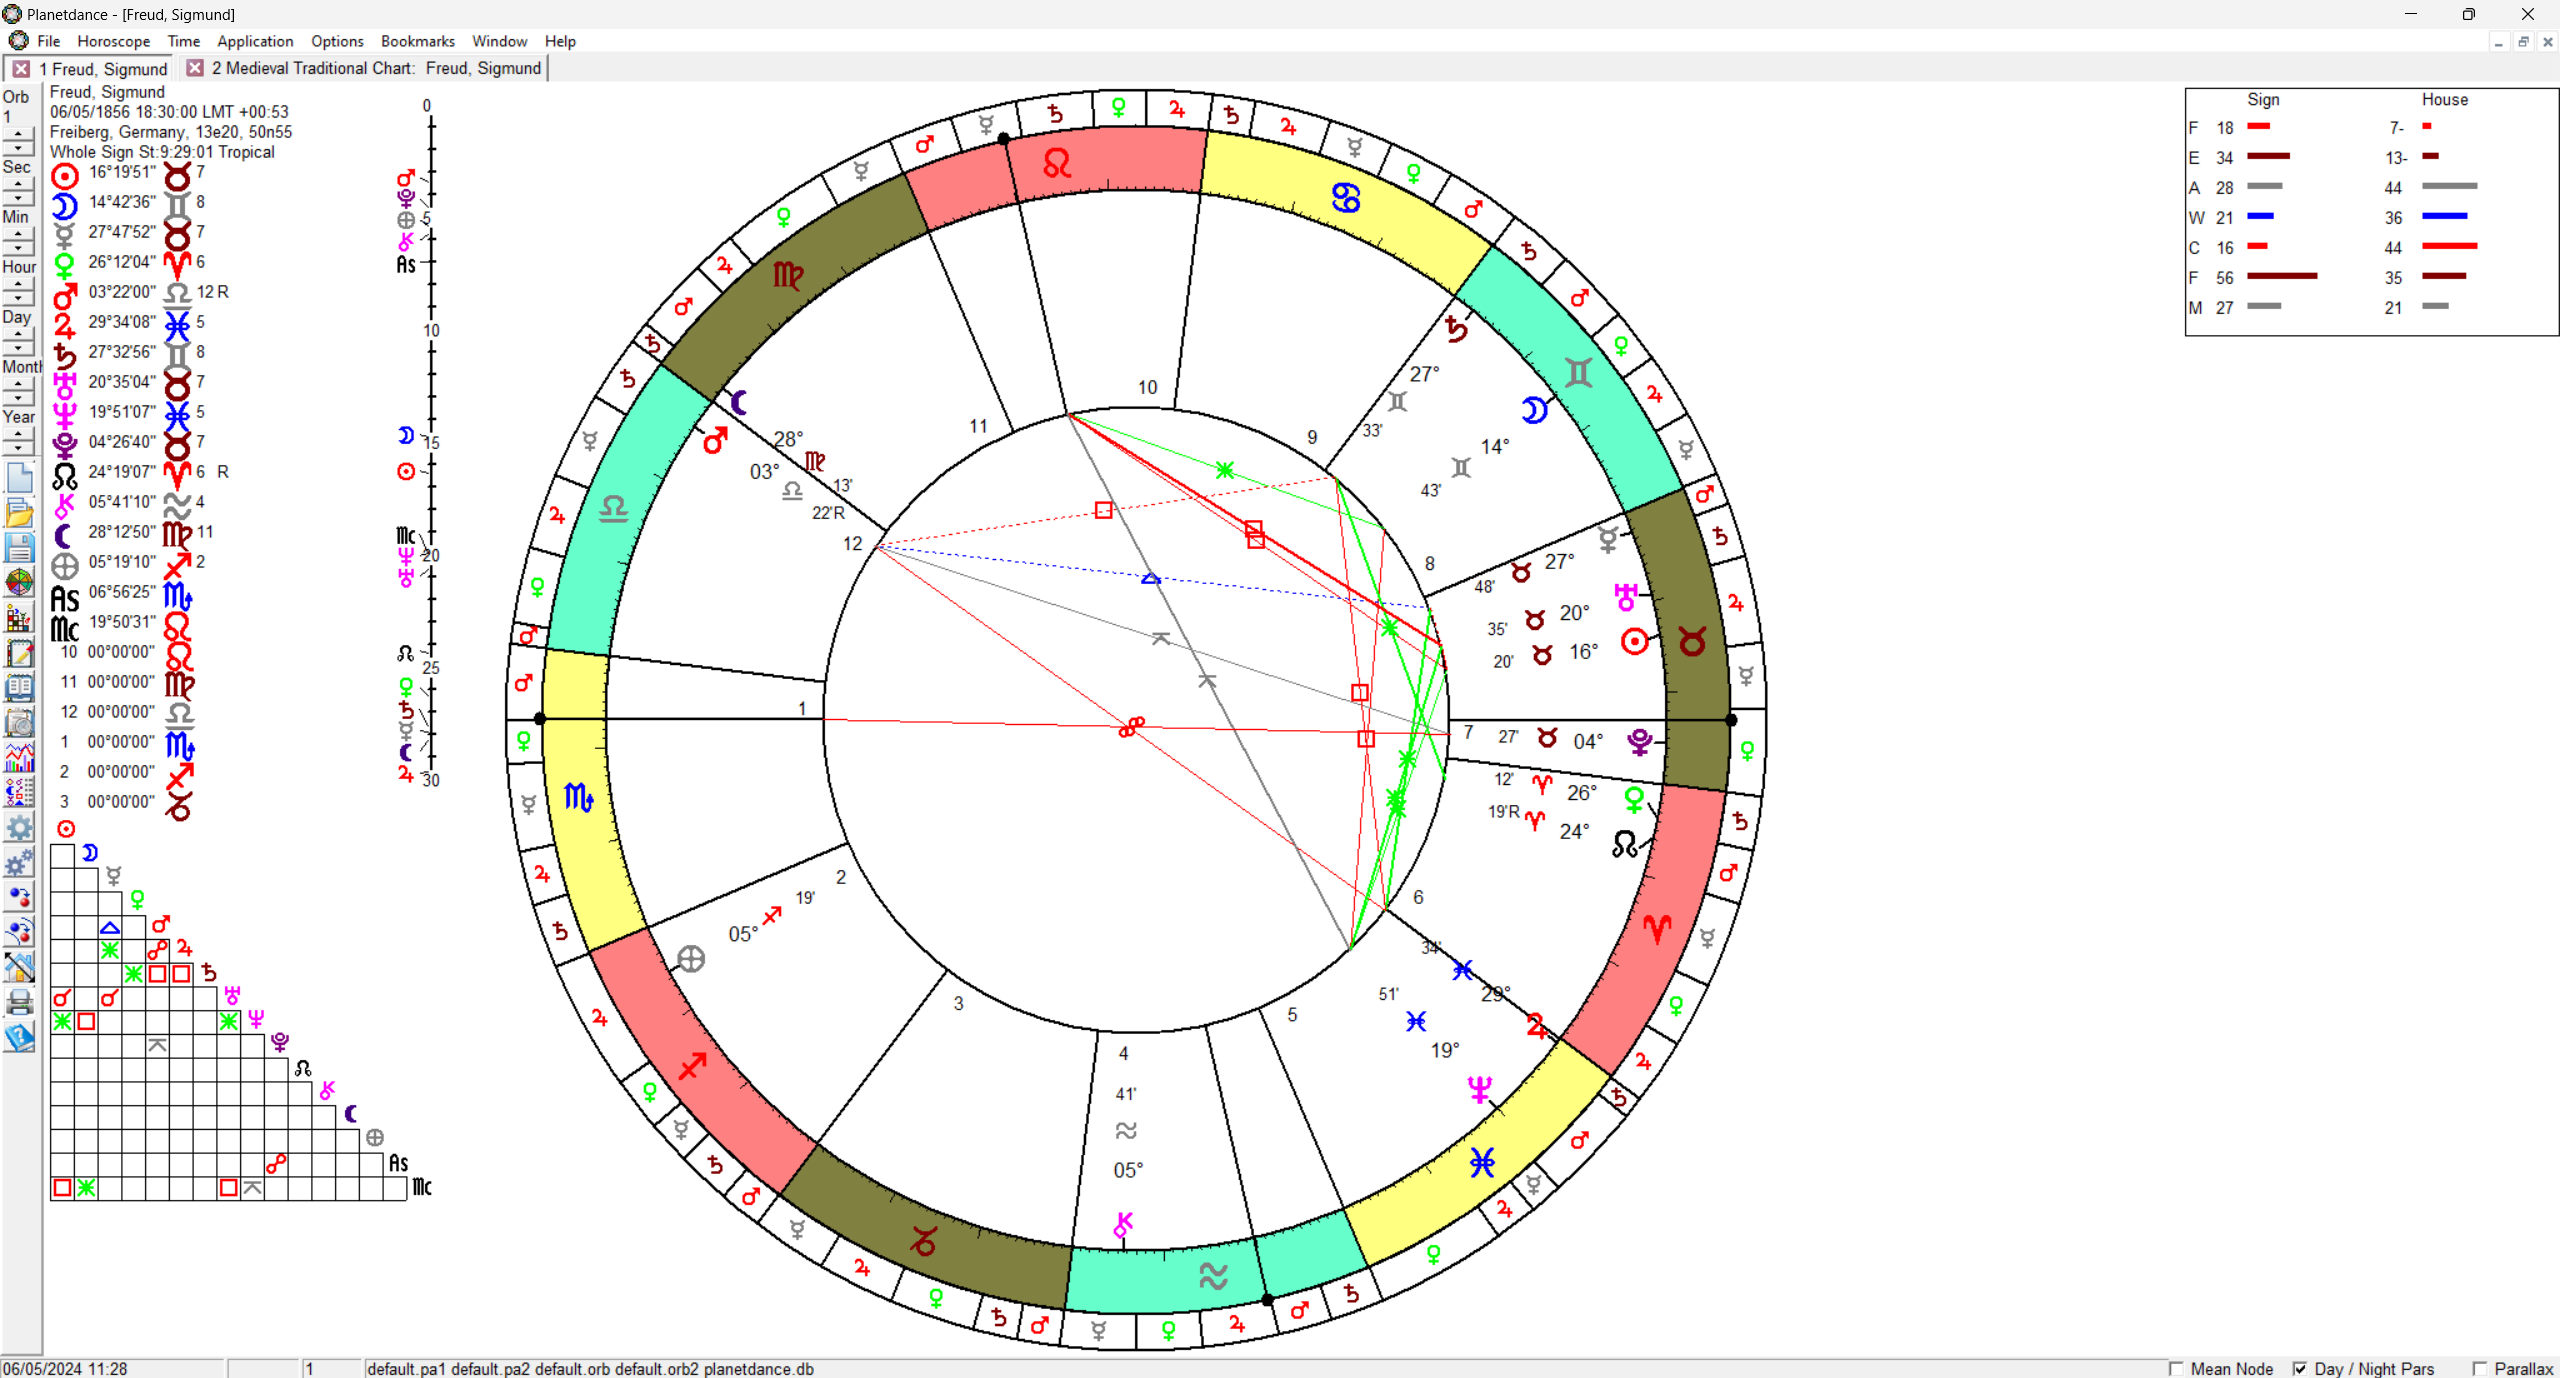 Planetdance - [Freud, Sigmund]
File Horoscope Time Application Options Bookmarks Window Help
1 Freud, Sigmund
2 Medieval Traditional Chart: Freud, Sigmund
Orb
1
Sec
Min
Hour
Day
Month
Year
Freud, Sigmund
06/05/1856 18:30:00 LMT +00:53
Freiberg, Germany, 13e20, 50n55
Whole Sign St:9:29:01 Tropical
16°19'51" 7
14°42'36" 8
27°47'52" 7
26°12'04" 6
03°22'00" 12 R
29°34'08" 5
27°32'56" 8
20°35'04" 7
19°51'07" 5
04°26'40" 7
24°19'07" 6 R
05°41'10" 4
28°12'50" 11
05°19'10" 2
As 06°56'25"
Mc 19°50'31"
10 00°00'00"
11 00°00'00"
12 00°00'00"
1 00°00'00"
2 00°00'00"
3 00°00'00"
As
Mc
0
5
As
10
15
Mc
20
25
30
10
11
9
27°
33'
14°
43'
28°
13'
03°
22'R
12
8
27°
48'
20°
35'
16°
20'
1
7 27' 04°
12' 26°
19'R 24°
2
19'
05°
6
34'
29°
3
5
51'
19°
4
41'
05°
Sign House
F 18 7-
E 34 13-
A 28 44
W 21 36
C 16 44
F 56 35
M 27 21
06/05/2024 11:28
1
default.pa1 default.pa2 default.orb default.orb2 planetdance.db
Mean Node
Day / Night Pars
Parallax